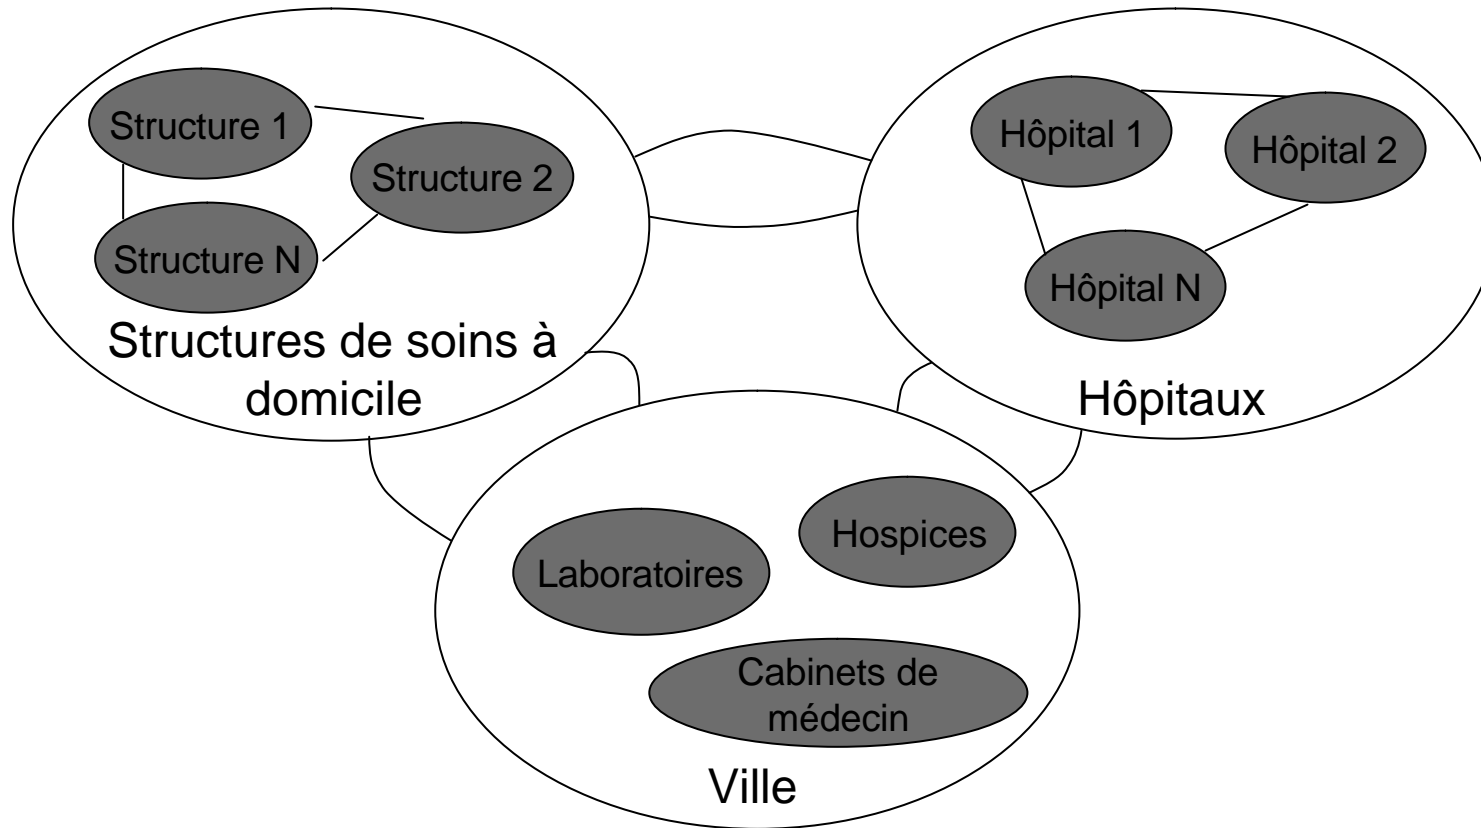 Structure 1
Structure 2
Structure N
Structures de soins à
domicile
Hôpital 1
Hôpital 2
Hôpital N
Hôpitaux
Hospices
Laboratoires
Cabinets de
médecin
Ville